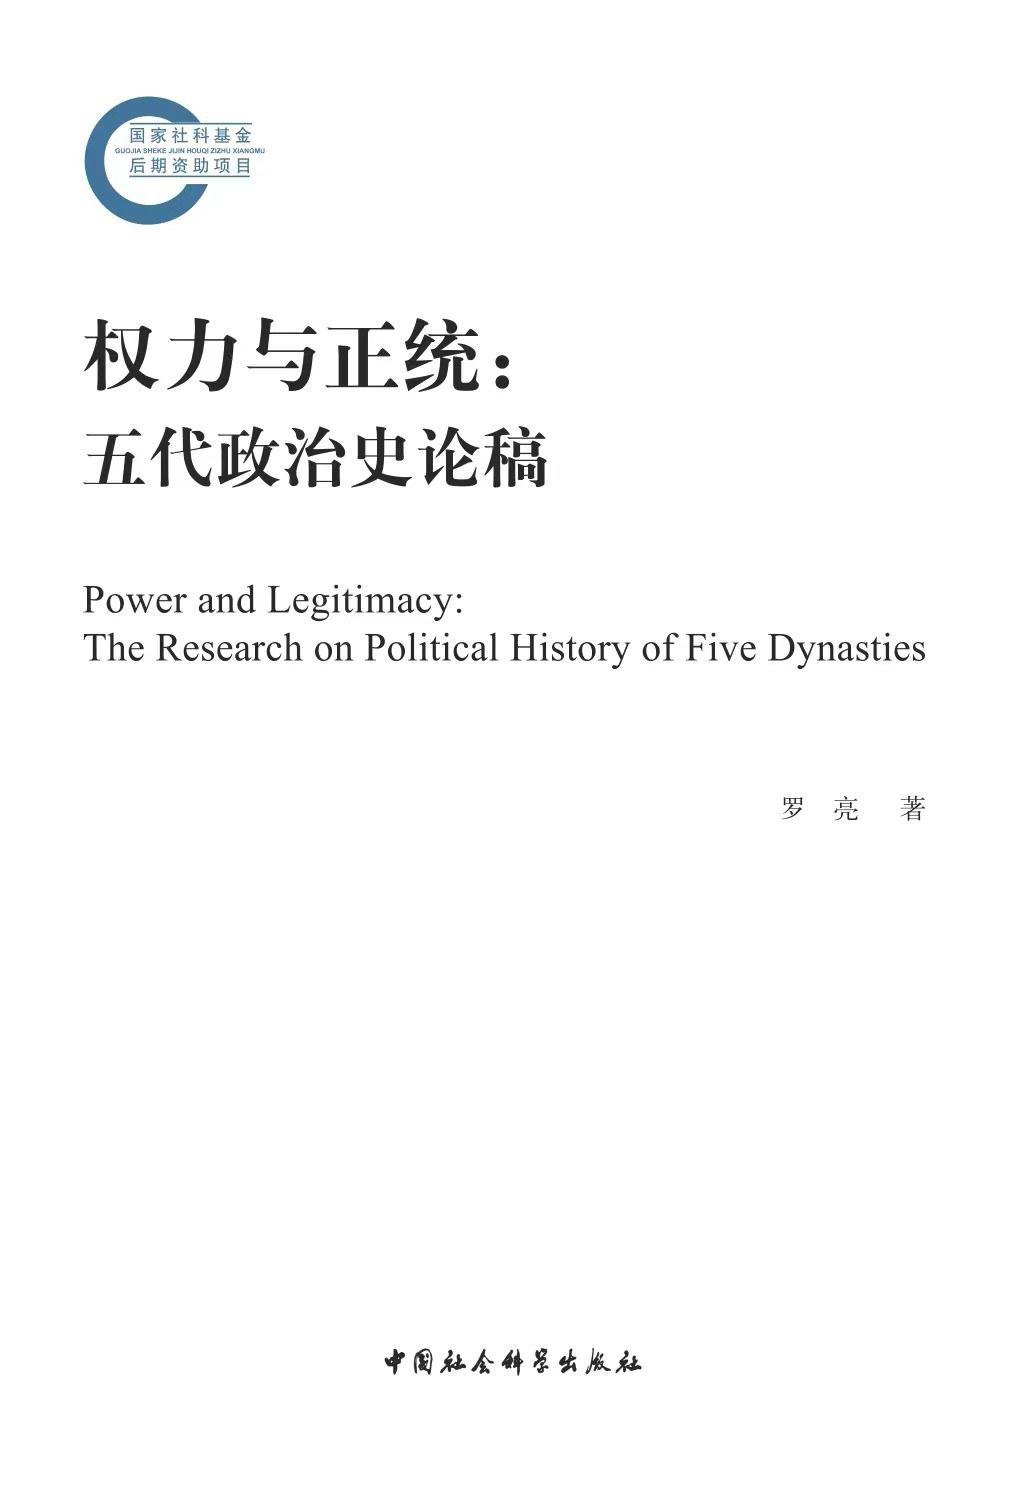 国家社科基金
GUOJIA SHEKE JIJIN HOUQI ZIZHU XIANGMU
后期资助项目
权力与正统：
五代政治史论稿
Power and Legitimacy:
The Research on Political History of Five Dynasties
罗 亮 著
中国社会科学出版社